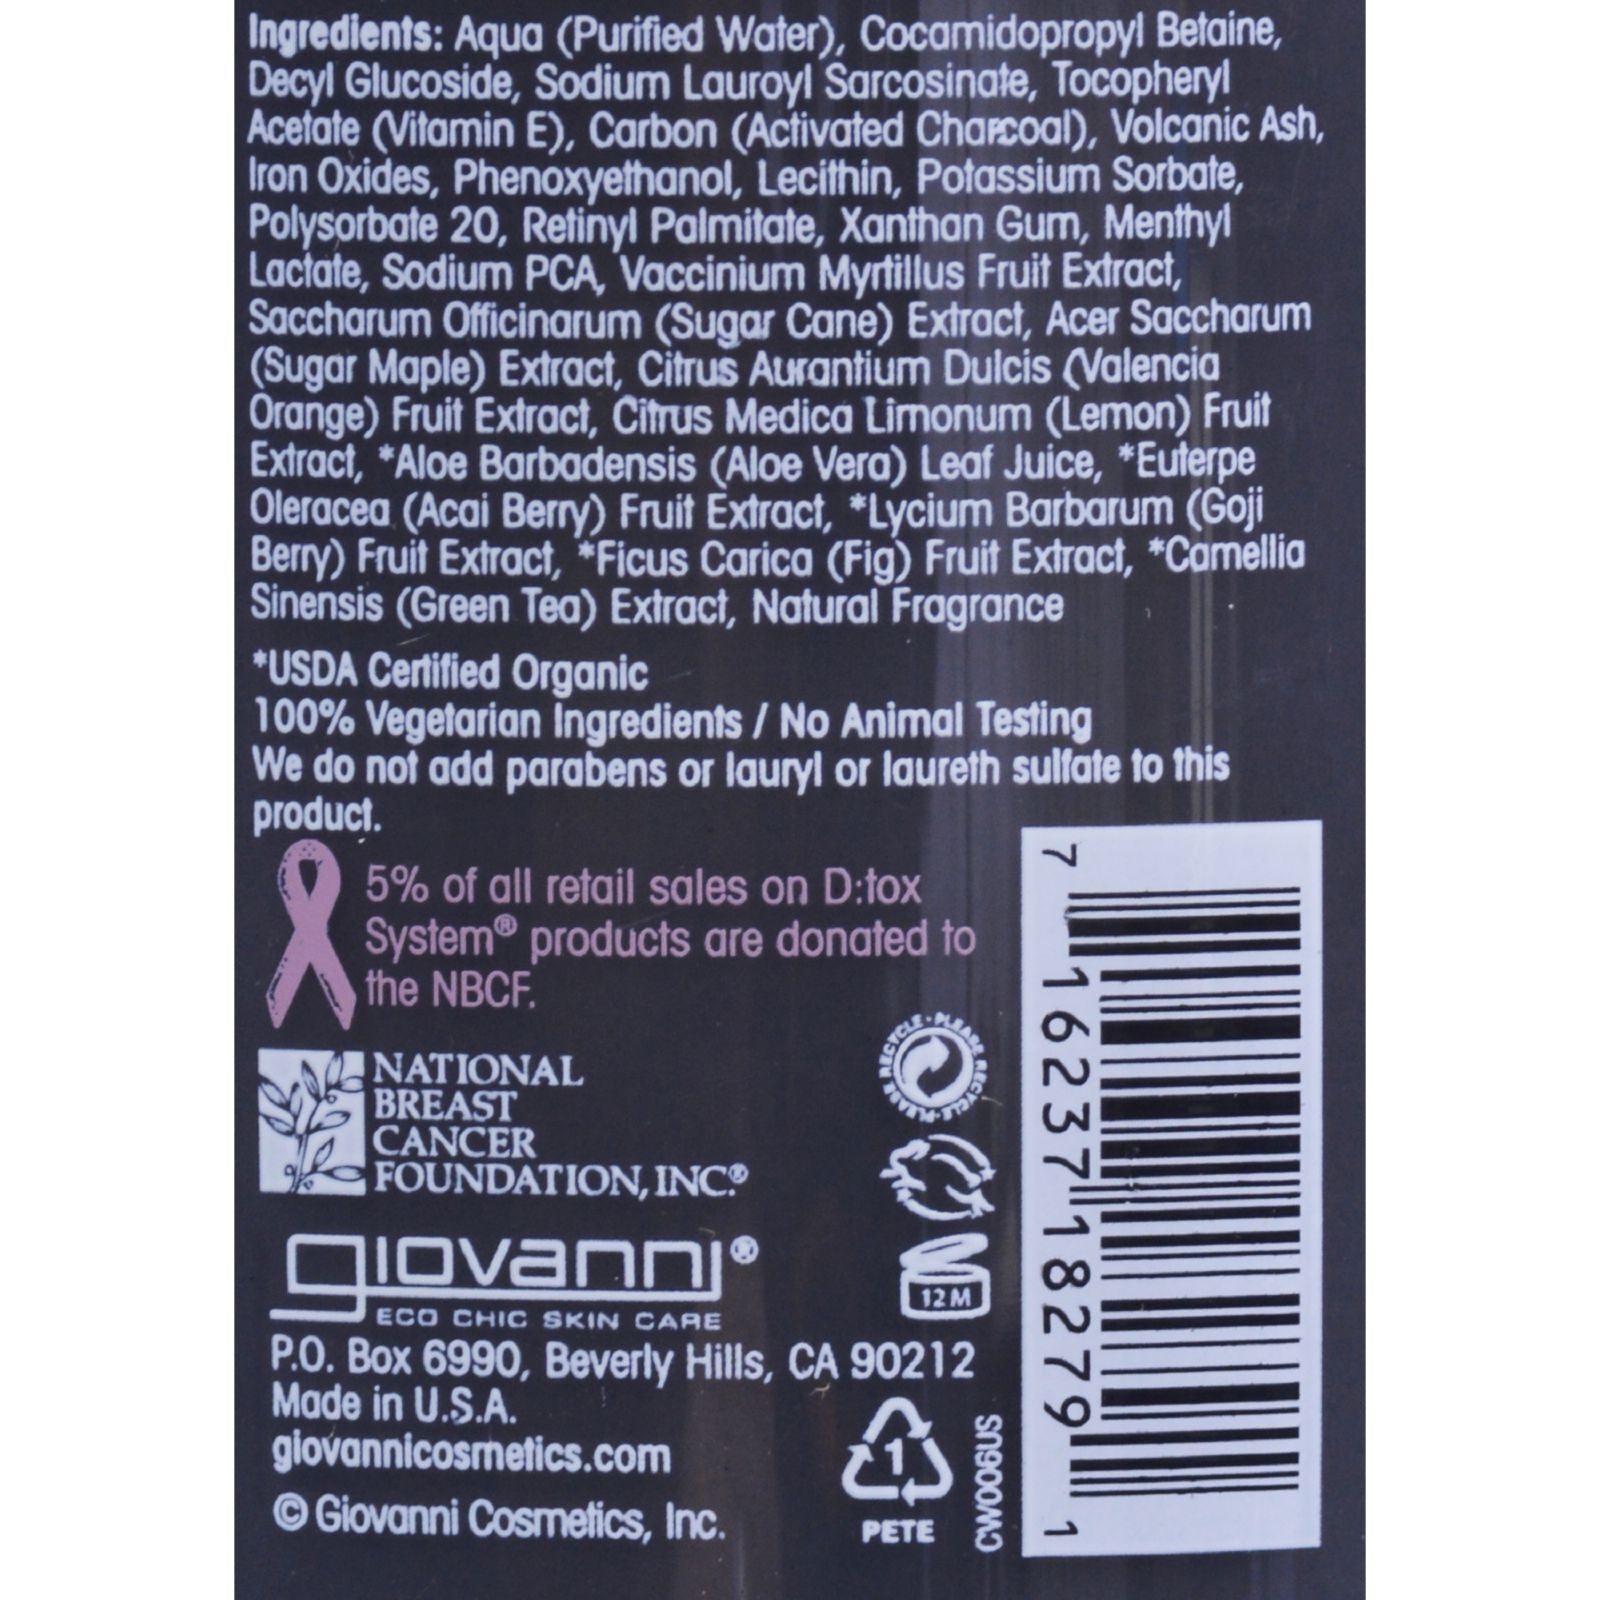 Ingredients: Aqua (Purified Water), Cocamidopropyl Betaine,
Decyl Glucoside, Sodium Lauroyl Sarcosinate, Tocopheryl
Acetate (Vitamin E), Carbon (Activated Charcoal), Volcanic Ash,
Iron Oxides, Phenoxyethanol, Lecithin, Potassium Sorbate,
Polysorbate 20, Retinyl Palmitate, Xanthan Gum, Menthyl
Lactate, Sodium PCA, Vaccinium Myrtillus Fruit Extract,
Saccharum Officinarum (Sugar Cane) Extract, Acer Saccharum
(Sugar Maple) Extract, Citrus Aurantium Dulcis (Valencia
Orange) Fruit Extract, Citrus Medica Limonum (Lemon) Fruit
Extract, *Aloe Barbadensis (Aloe Vera) Leaf Juice, *Euterpe
Oleracea (Acai Berry) Fruit Extract, *Lycium Barbarum (Goji
Berry) Fruit Extract, *Ficus Carica (Fig) Fruit Extract, *Camellia
Sinensis (Green Tea) Extract, Natural Fragrance
*USDA Certified Organic
100% Vegetarian Ingredients / No Animal Testing
We do not add parabens or lauryl or laureth sulfate to this
product.
5% of all retail sales on D:tox
System® products are donated to
the NBCF.
NATIONAL
BREAST
CANCER
FOUNDATION, INC.®
PLEASE RECYCLE · PLEASE RECYCLE ·
12M
giovanni®
ECO CHIC SKIN CARE
P.O. Box 6990, Beverly Hills, CA 90212
Made in U.S.A.
giovannicosmetics.com
© Giovanni Cosmetics, Inc.
1
PETE
CW006US
7 16237 18279 1